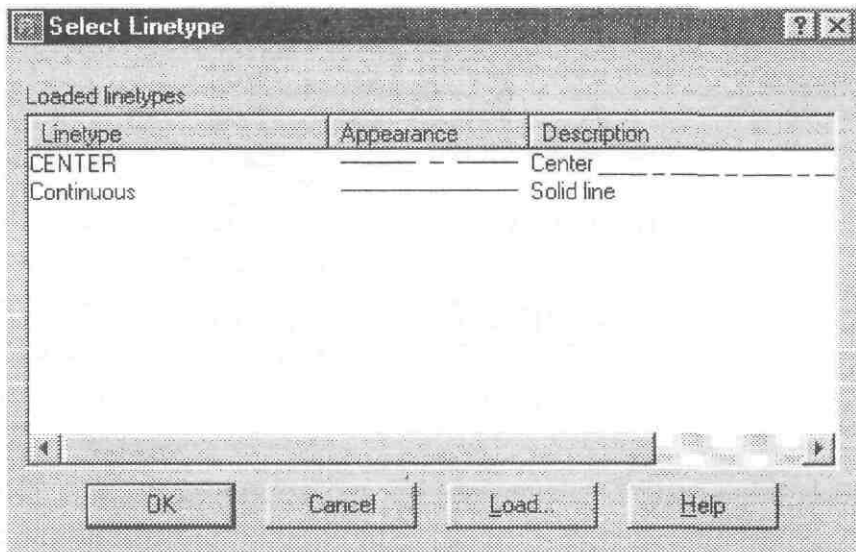 Select Linetype
Loaded linetypes
Linetype Appearance Description
CENTER Center
Continuous Solid line
OK Cancel Load... Help